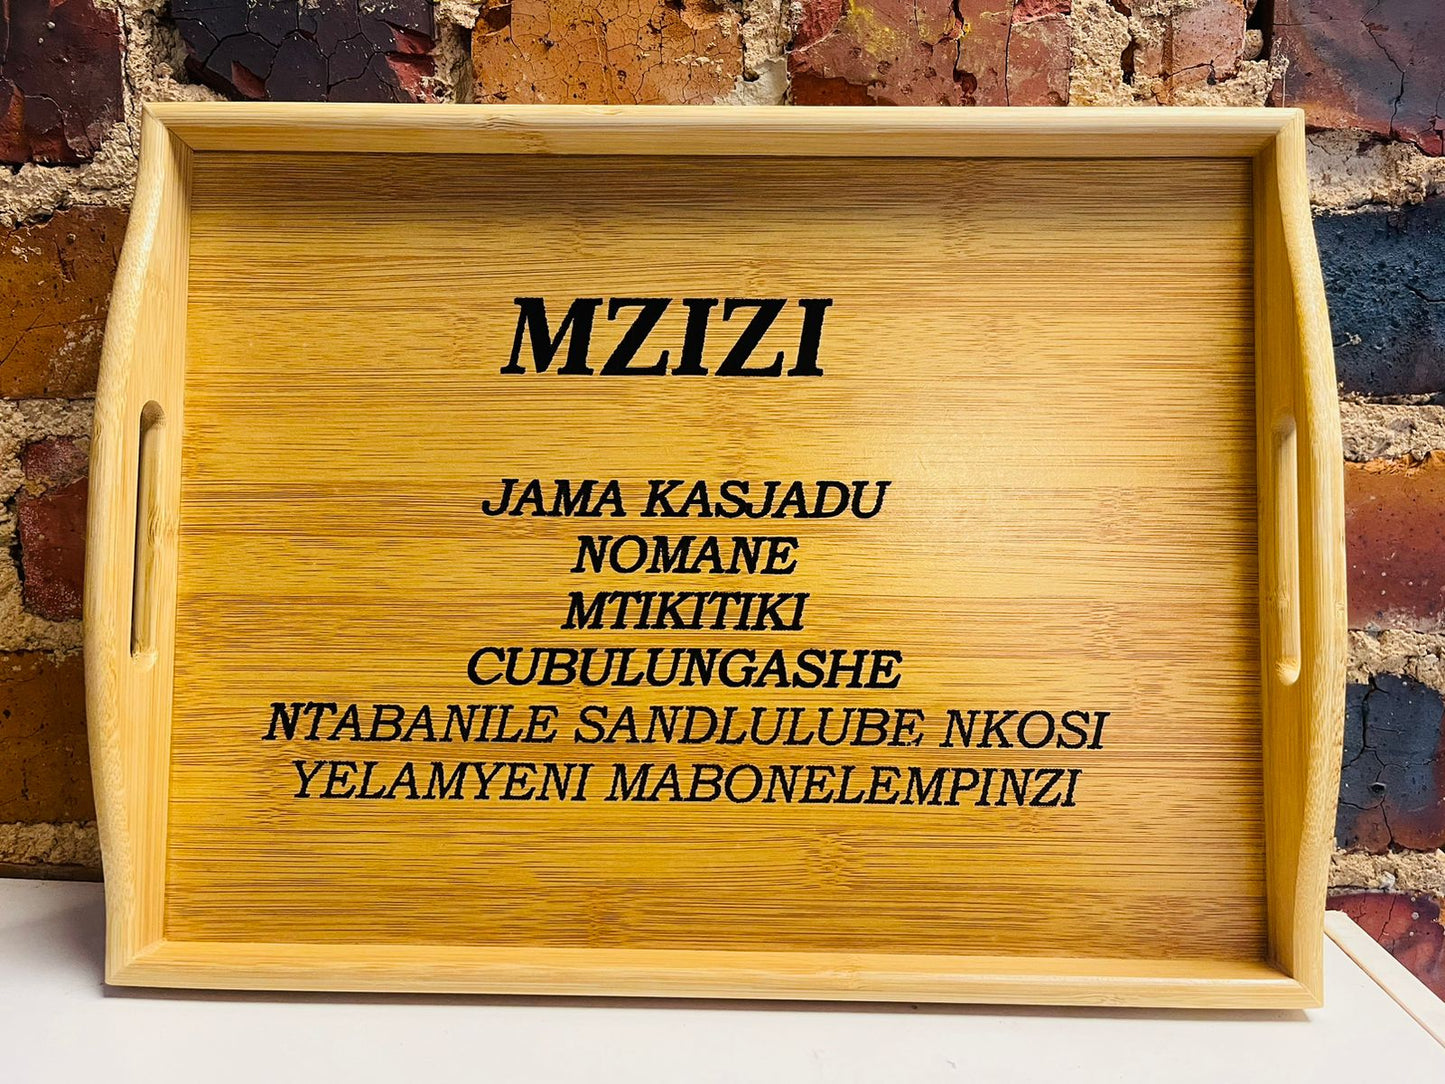 MZIZI
JAMA KASJADU
NOMANE
MTIKITIKI
CUBULUNGASHE
NTABANILE SANDLULUBE NKOSI
YELAMYENI MABONELEMPINZI